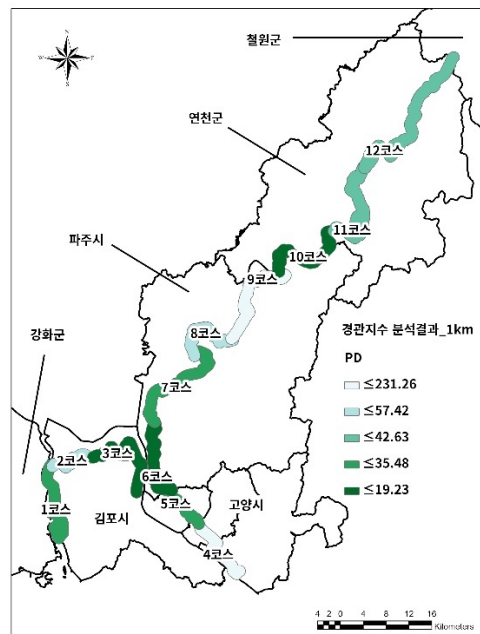 철원군
N
W
E
S
연천군
12코스
11코스
파주시
10코스
9코스
강화군
8코스
경관지수 분석결과_1km
PD
≤231.26
≤57.42
7코스
≤42.63
≤35.48
2코스
3코스
≤19.23
6코스
1코스
5코스
고양시
김포시
4코스
4 2 0 4 8 12 16
Kilometers